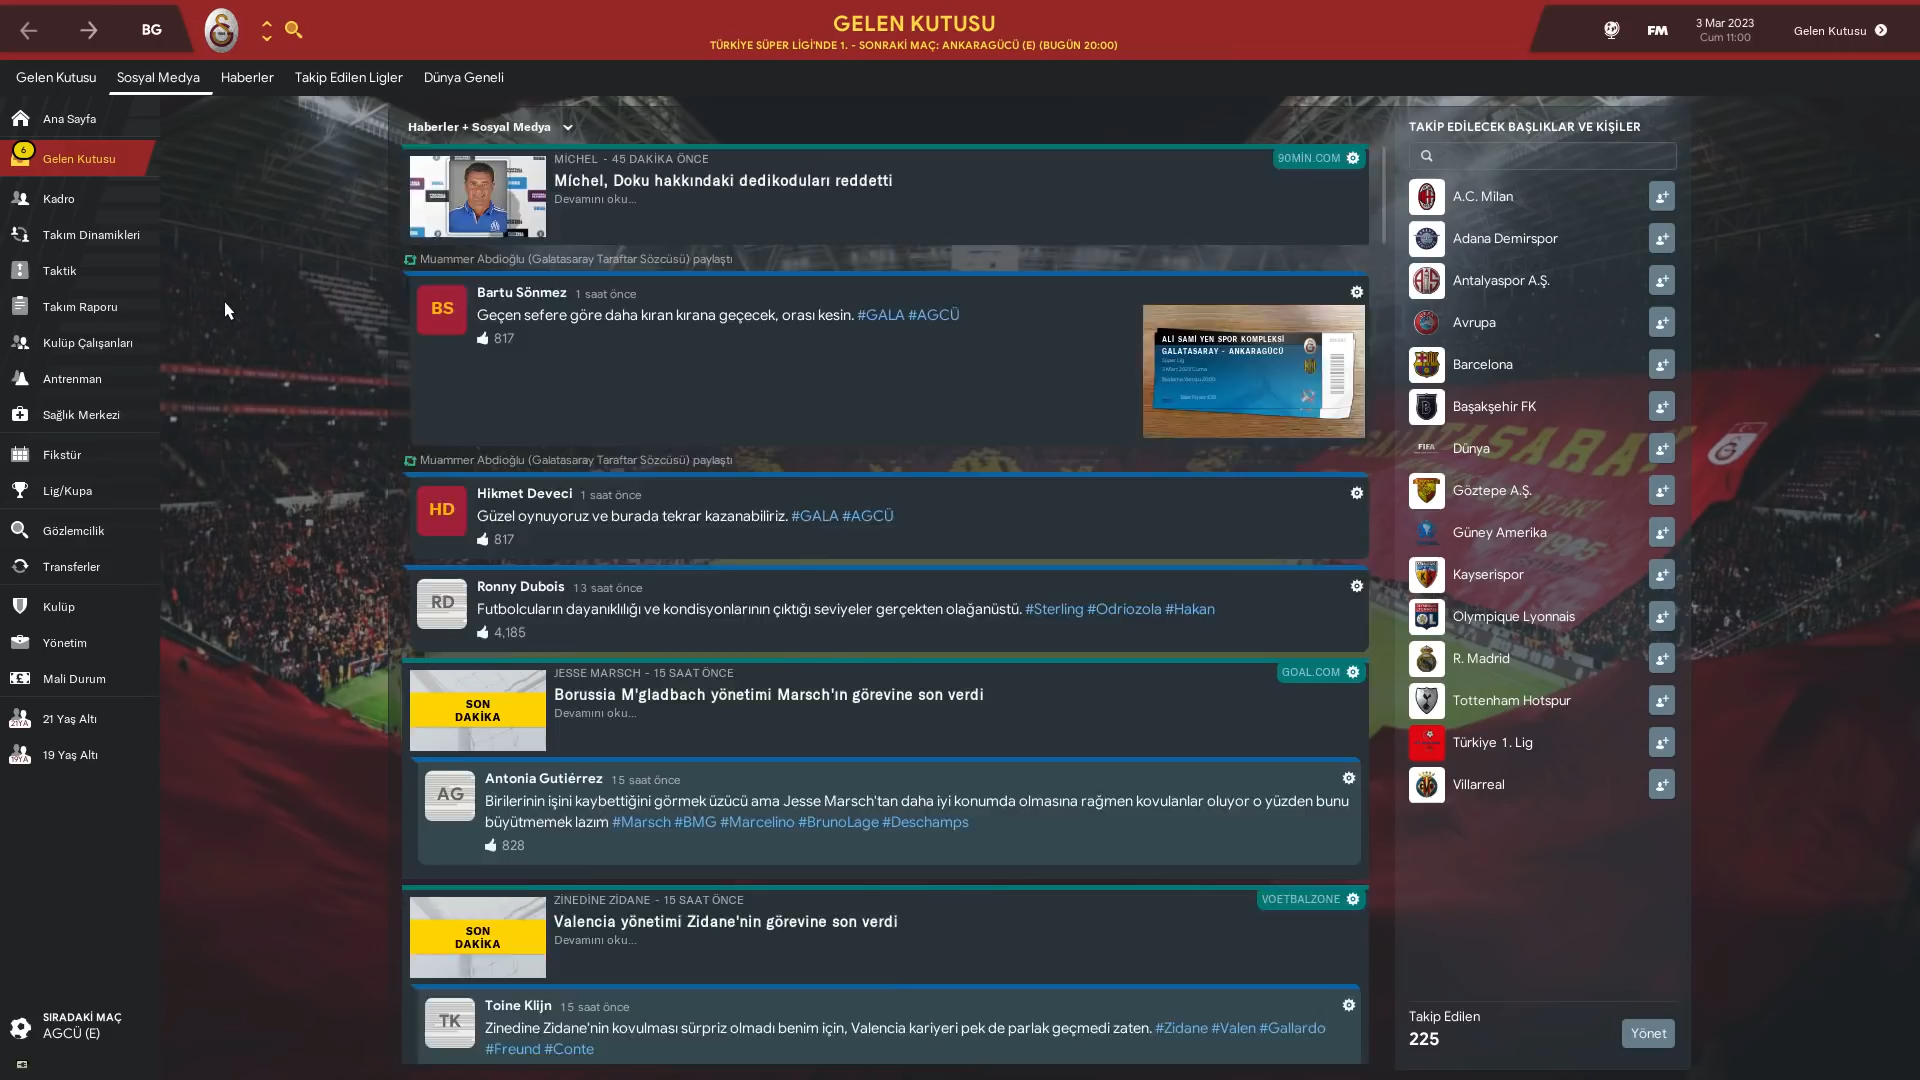 BG
GELEN KUTUSU
TÜRKİYE SÜPER LİGİ'NDE 1. - SONRAKİ MAÇ: ANKARAGÜCÜ (E) (BUGÜN 20:00)
FM
3 Mar 2023
Cum 11:00
Gelen Kutusu
Gelen Kutusu
Sosyal Medya
Haberler
Takip Edilen Ligler
Dünya Geneli
Ana Sayfa
6
Gelen Kutusu
Kadro
Takım Dinamikleri
Taktik
Takım Raporu
Kulüp Çalışanları
Antrenman
Sağlık Merkezi
Fikstür
Lig/Kupa
Gözlemcilik
Transferler
Kulüp
Yönetim
Mali Durum
21YA
21 Yaş Altı
19YA
19 Yaş Altı
SIRADAKİ MAÇ
AGCÜ (E)
Haberler + Sosyal Medya
MÍCHEL - 45 DAKİKA ÖNCE
90MİN.COM
Míchel, Doku hakkındaki dedikoduları reddetti
Devamını oku...
Muammer Abdioğlu (Galatasaray Taraftar Sözcüsü) paylaştı
BS
Bartu Sönmez 1 saat önce
Geçen sefere göre daha kıran kırana geçecek, orası kesin. #GALA #AGCÜ
817
ALİ SAMİ YEN SPOR KOMPLEKSİ
GALATASARAY - ANKARAGÜCÜ
Süper Lig
3 Mart 2023 Cuma
Muammer Abdioğlu (Galatasaray Taraftar Sözcüsü) paylaştı
HD
Hikmet Deveci 1 saat önce
Güzel oynuyoruz ve burada tekrar kazanabiliriz. #GALA #AGCÜ
817
RD
Ronny Dubois 13 saat önce
Futbolcuların dayanıklılığı ve kondisyonlarının çıktığı seviyeler gerçekten olağanüstü. #Sterling #Odriozola #Hakan
4,185
SON
DAKİKA
JESSE MARSCH - 15 SAAT ÖNCE
GOAL.COM
Borussia M'gladbach yönetimi Marsch'ın görevine son verdi
Devamını oku...
AG
Antonia Gutiérrez 15 saat önce
Birilerinin işini kaybettiğini görmek üzücü ama Jesse Marsch'tan daha iyi konumda olmasına rağmen kovulanlar oluyor o yüzden bunu
büyütmemek lazım #Marsch #BMG #Marcelino #BrunoLage #Deschamps
828
SON
DAKİKA
ZİNEDİNE ZİDANE - 15 SAAT ÖNCE
VOETBALZONE
Valencia yönetimi Zidane'nin görevine son verdi
Devamını oku...
TK
Toine Klijn 15 saat önce
Zinedine Zidane'nin kovulması sürpriz olmadı benim için, Valencia kariyeri pek de parlak geçmedi zaten. #Zidane #Valen #Gallardo
#Freund #Conte
TAKİP EDİLECEK BAŞLIKLAR VE KİŞİLER
A.C. Milan
Adana Demirspor
Antalyaspor A.Ş.
Avrupa
Barcelona
Başakşehir FK
FIFA
Dünya
Göztepe A.Ş.
Güney Amerika
Kayserispor
OL
Olympique Lyonnais
R. Madrid
Tottenham Hotspur
Türkiye 1. Lig
Villarreal
Takip Edilen
225
Yönet
1905